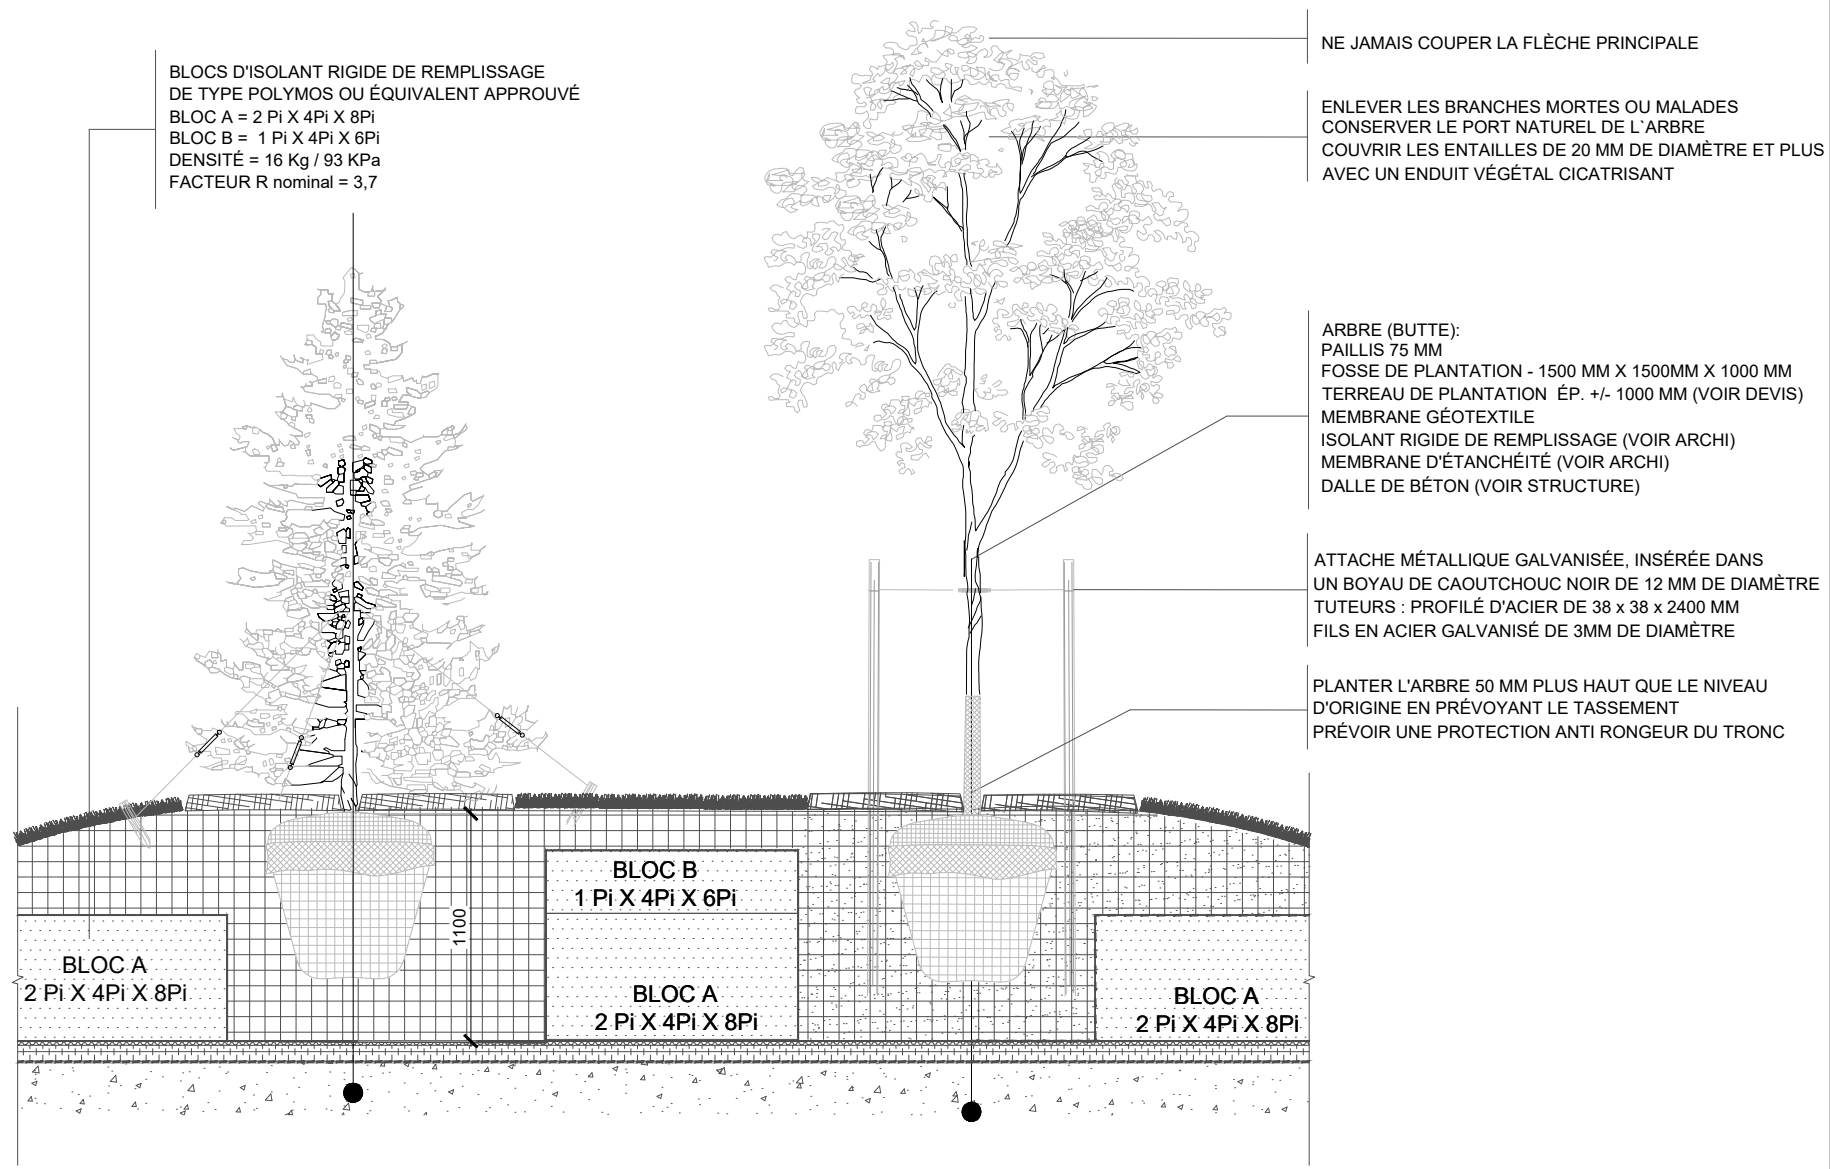 BLOCS D'ISOLANT RIGIDE DE REMPLISSAGE
DE TYPE POLYMOS OU ÉQUIVALENT APPROUVÉ
BLOC A = 2 Pi X 4Pi X 8Pi
BLOC B = 1 Pi X 4Pi X 6Pi
DENSITÉ = 16 Kg / 93 KPa
FACTEUR R nominal = 3,7
NE JAMAIS COUPER LA FLÈCHE PRINCIPALE
ENLEVER LES BRANCHES MORTES OU MALADES
CONSERVER LE PORT NATUREL DE L`ARBRE
COUVRIR LES ENTAILLES DE 20 MM DE DIAMÈTRE ET PLUS
AVEC UN ENDUIT VÉGÉTAL CICATRISANT
ARBRE (BUTTE):
PAILLIS 75 MM
FOSSE DE PLANTATION - 1500 MM X 1500MM X 1000 MM
TERREAU DE PLANTATION ÉP. +/- 1000 MM (VOIR DEVIS)
MEMBRANE GÉOTEXTILE
ISOLANT RIGIDE DE REMPLISSAGE (VOIR ARCHI)
MEMBRANE D'ÉTANCHÉITÉ (VOIR ARCHI)
DALLE DE BÉTON (VOIR STRUCTURE)
ATTACHE MÉTALLIQUE GALVANISÉE, INSÉRÉE DANS
UN BOYAU DE CAOUTCHOUC NOIR DE 12 MM DE DIAMÈTRE
TUTEURS : PROFILÉ D'ACIER DE 38 x 38 x 2400 MM
FILS EN ACIER GALVANISÉ DE 3MM DE DIAMÈTRE
PLANTER L'ARBRE 50 MM PLUS HAUT QUE LE NIVEAU
D'ORIGINE EN PRÉVOYANT LE TASSEMENT
PRÉVOIR UNE PROTECTION ANTI RONGEUR DU TRONC
BLOC A
2 Pi X 4Pi X 8Pi
1100
BLOC B
1 Pi X 4Pi X 6Pi
BLOC A
2 Pi X 4Pi X 8Pi
BLOC A
2 Pi X 4Pi X 8Pi